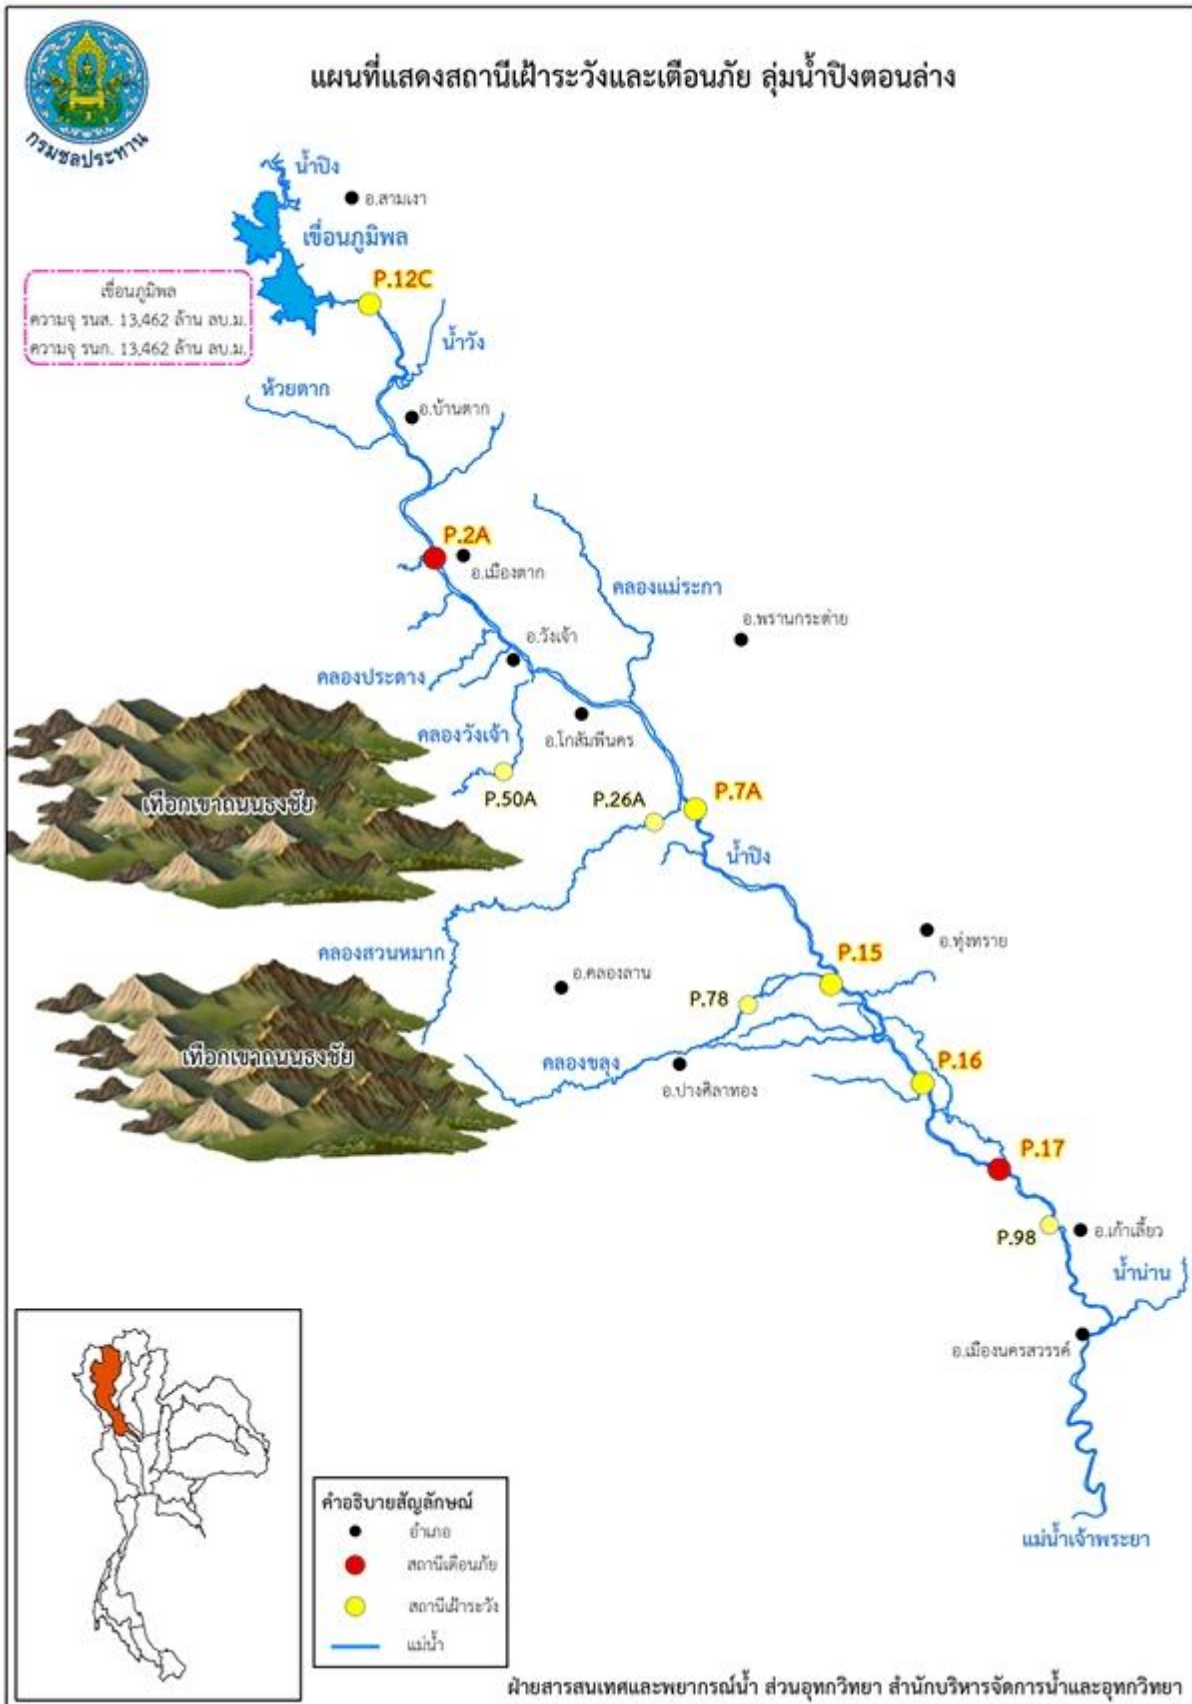 แผนที่แสดงสถานีเฝ้าระวังและเตือนภัย ลุ่มน้ำปิงตอนล่าง
กรมชลประทาน
น้ำปิง
อ.สามเงา
เขื่อนภูมิพล
P.12C
เขื่อนภูมิพล
ความจุ รนส. 13,462 ล้าน ลบ.ม.
ความจุ รนก. 13,462 ล้าน ลบ.ม.
น้ำวัง
ห้วยตาก
อ.บ้านตาก
P.2A
อ.เมืองตาก
คลองแม่ระกา
อ.พรานกระต่าย
อ.วังเจ้า
คลองประดาง
คลองวังเจ้า
อ.โกสัมพีนคร
P.50A
P.26A
P.7A
เทือกเขาถนนธงชัย
น้ำปิง
อ.ทุ่งทราย
คลองสวนหมาก
P.15
อ.คลองลาน
P.78
เทือกเขาถนนธงชัย
คลองขลุง
P.16
อ.ปางศิลาทอง
P.17
P.98
อ.เก้าเลี้ยว
น้ำน่าน
อ.เมืองนครสวรรค์
คำอธิบายสัญลักษณ์
อำเภอ
สถานีเตือนภัย
สถานีเฝ้าระวัง
แม่น้ำ
แม่น้ำเจ้าพระยา
ฝ่ายสารสนเทศและพยากรณ์น้ำ ส่วนอุทกวิทยา สำนักบริหารจัดการน้ำและอุทกวิทยา